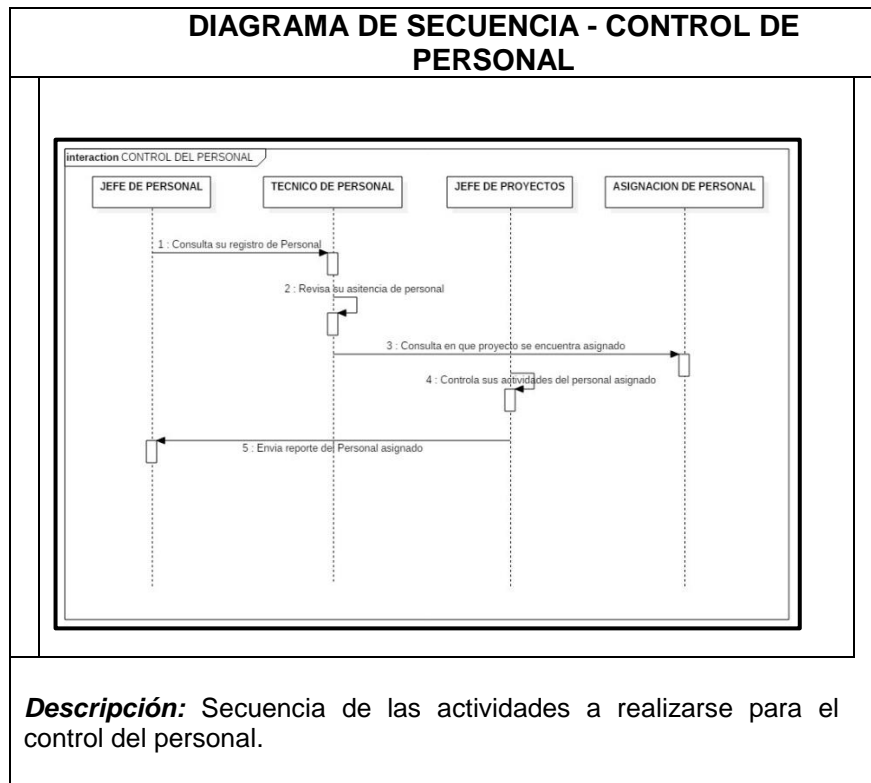 DIAGRAMA DE SECUENCIA - CONTROL DE
PERSONAL
interaction CONTROL DEL PERSONAL
JEFE DE PERSONAL
TECNICO DE PERSONAL
JEFE DE PROYECTOS
ASIGNACION DE PERSONAL
1 : Consulta su registro de Personal
2 : Revisa su asitencia de personal
3 : Consulta en que proyecto se encuentra asignado
4 : Controla sus actividades del personal asignado
5 : Envia reporte del Personal asignado
Descripción: Secuencia de las actividades a realizarse para el
control del personal.